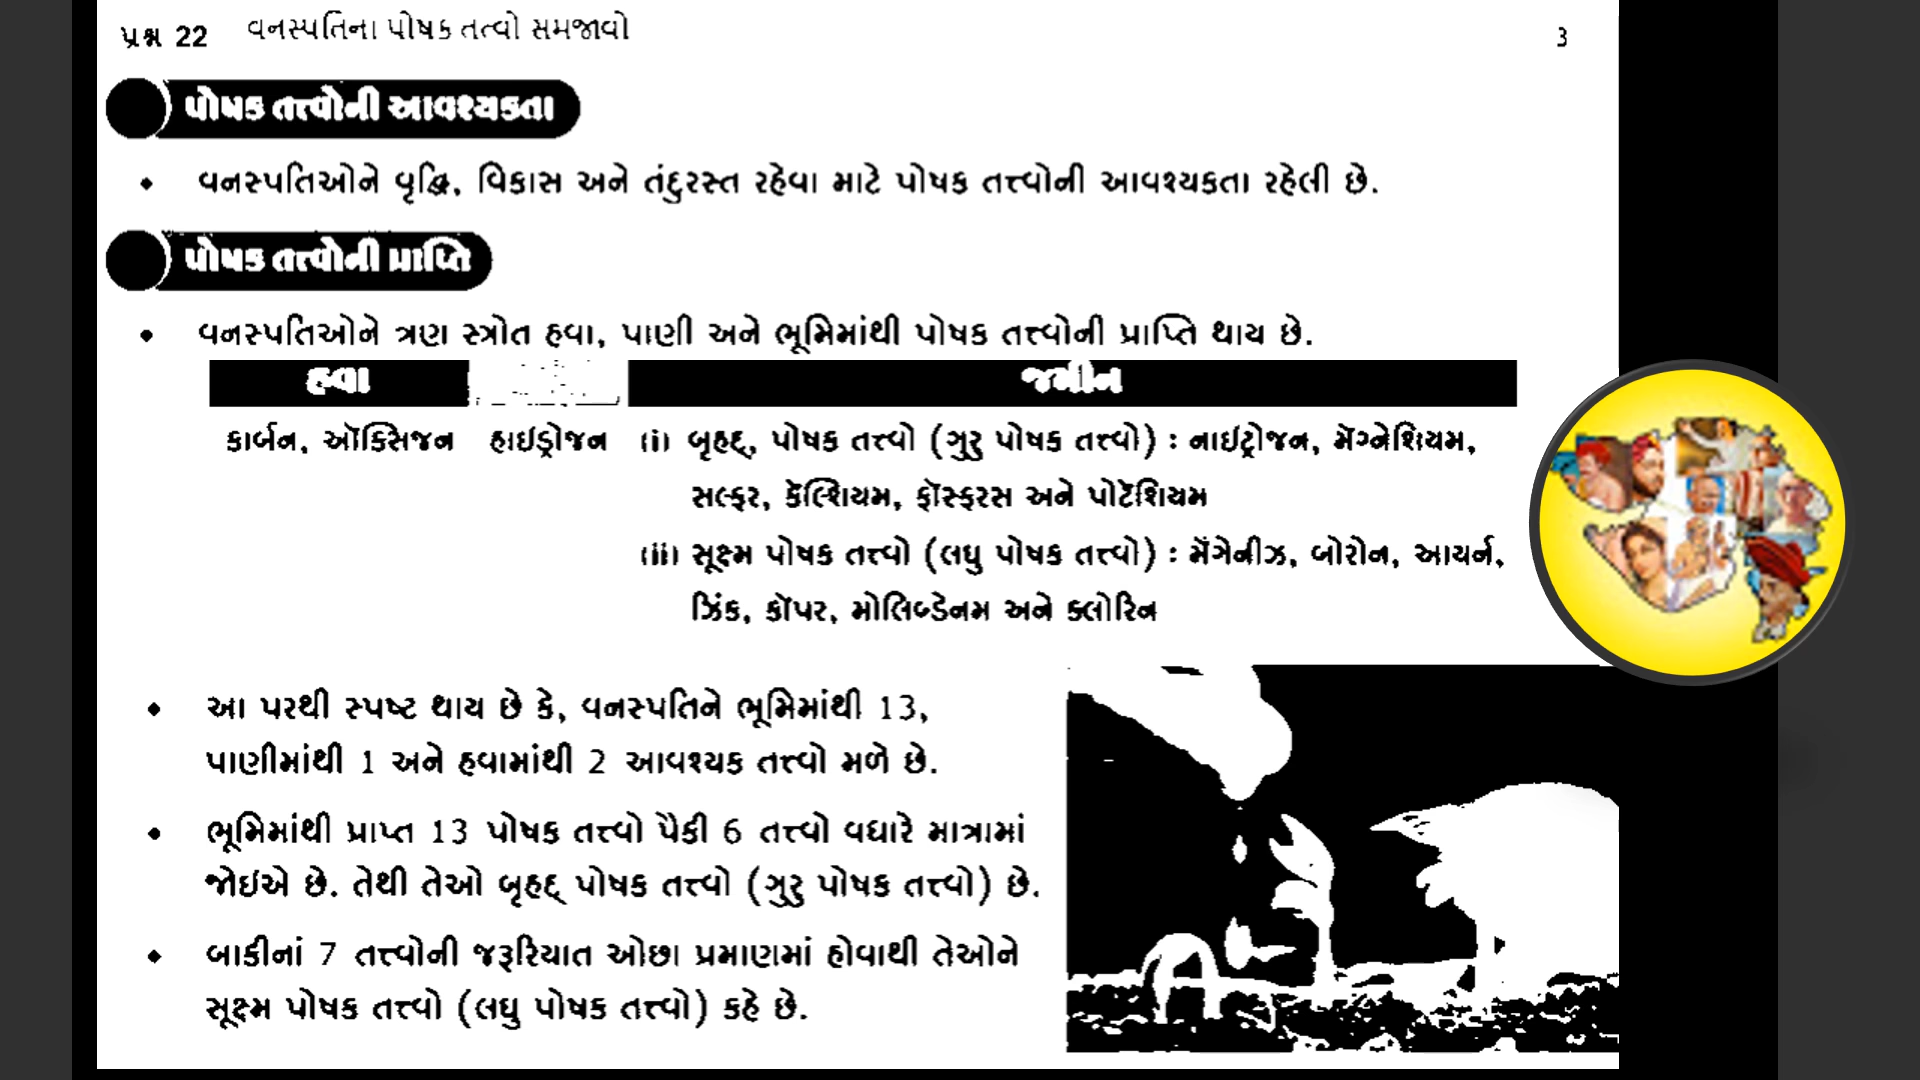 પ્રશ્ન 22 વનસ્પતિના પોષક તત્વો સમજાવો 3
પોષક તત્ત્વોની આવશ્યકતા
• વનસ્પતિઓને વૃદ્ધિ, વિકાસ અને તંદુરસ્ત રહેવા માટે પોષક તત્ત્વોની આવશ્યકતા રહેલી છે.
પોષક તત્ત્વોની પ્રાપ્તિ
• વનસ્પતિઓને ત્રણ સ્ત્રોત હવા, પાણી અને ભૂમિમાંથી પોષક તત્ત્વોની પ્રાપ્તિ થાય છે.
હવા જમીન
કાર્બન, ઑક્સિજન હાઈડ્રોજન (i) બૃહદ્, પોષક તત્ત્વો (ગુરુ પોષક તત્ત્વો) : નાઈટ્રોજન, મૅગ્નેશિયમ,
સલ્ફર, કૅલ્શિયમ, ફૉસ્ફરસ અને પોટૅશિયમ
(ii) સૂક્ષ્મ પોષક તત્ત્વો (લઘુ પોષક તત્ત્વો) : મેંગેનીઝ, બોરોન, આયર્ન,
ઝિંક, કૉપર, મોલિબ્ડેનમ અને ક્લોરિન
• આ પરથી સ્પષ્ટ થાય છે કે, વનસ્પતિને ભૂમિમાંથી 13,
પાણીમાંથી 1 અને હવામાંથી 2 આવશ્યક તત્ત્વો મળે છે.
• ભૂમિમાંથી પ્રાપ્ત 13 પોષક તત્ત્વો પૈકી 6 તત્ત્વો વધારે માત્રામાં
જોઈએ છે. તેથી તેઓ બૃહદ્ પોષક તત્ત્વો (ગુરુ પોષક તત્ત્વો) છે.
• બાકીનાં 7 તત્ત્વોની જરૂરિયાત ઓછા પ્રમાણમાં હોવાથી તેઓને
સૂક્ષ્મ પોષક તત્ત્વો (લઘુ પોષક તત્ત્વો) કહે છે.